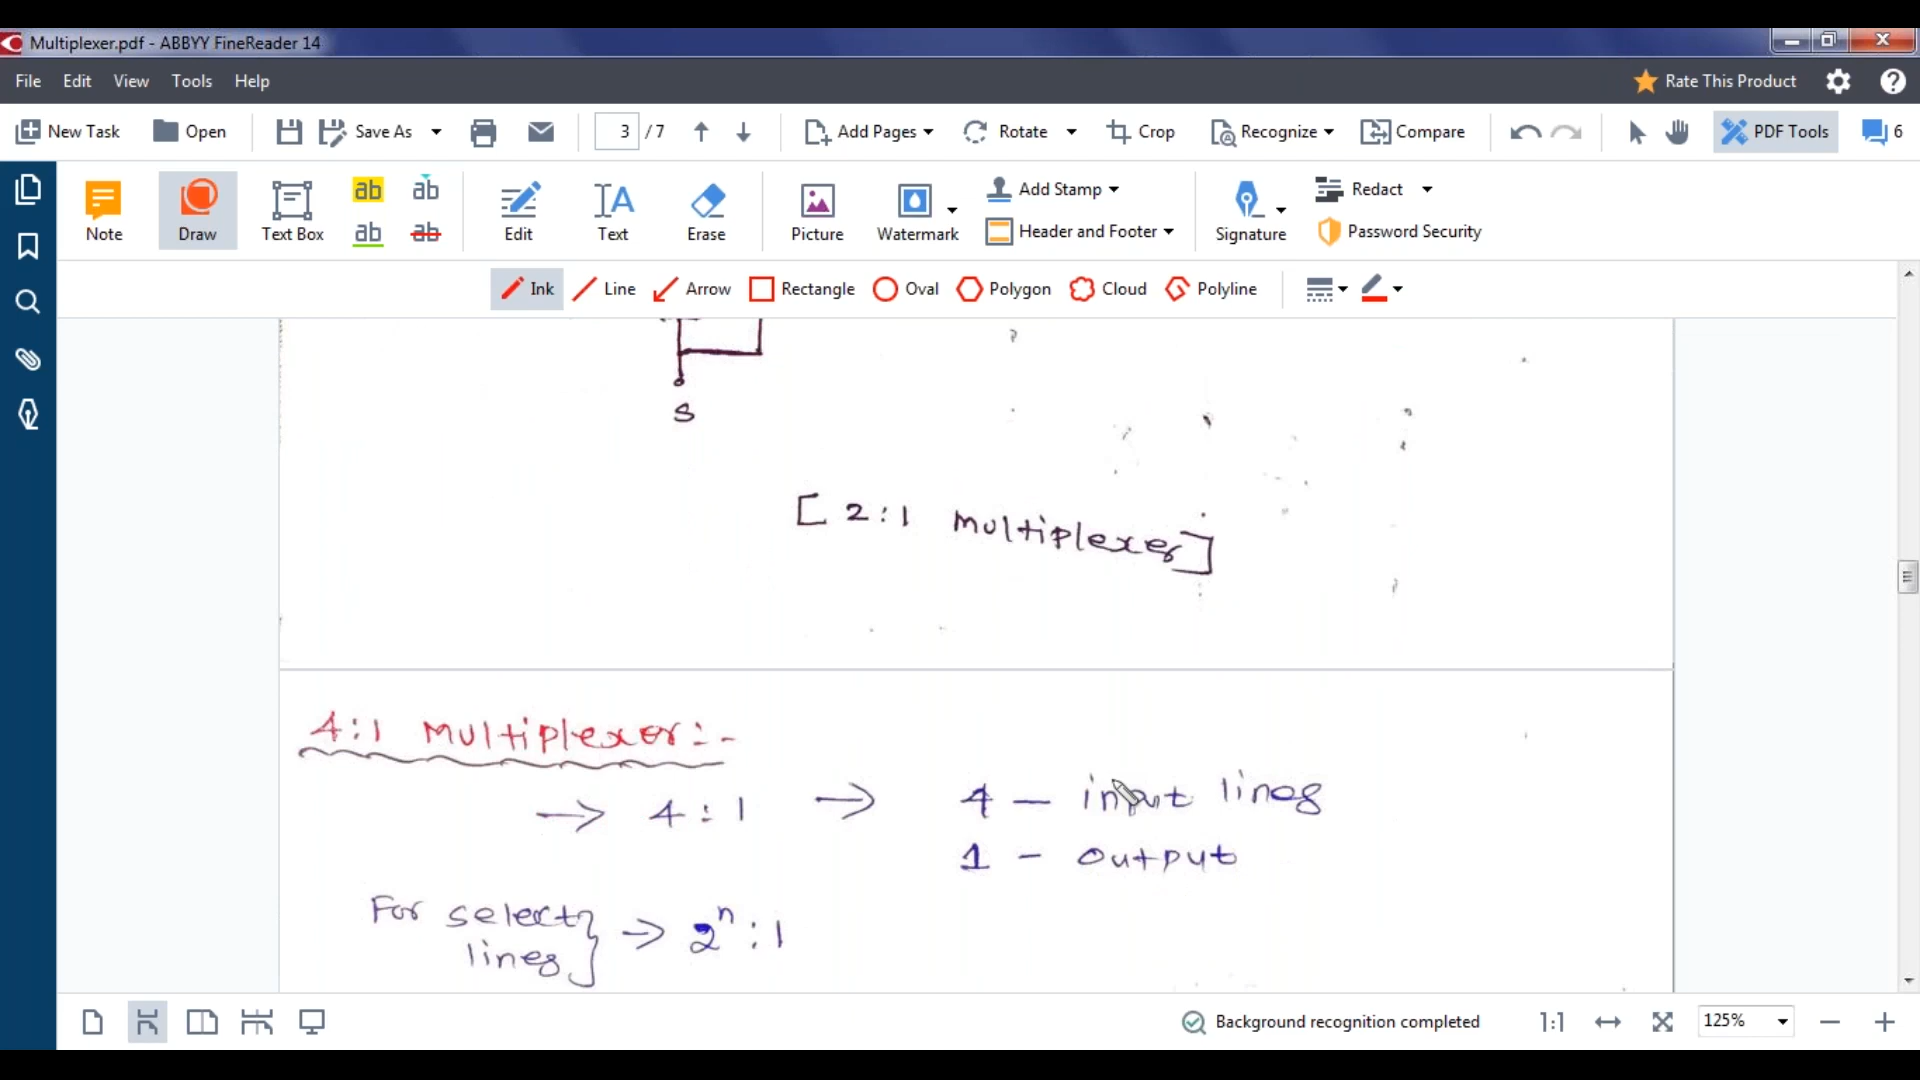 Multiplexer.pdf - ABBYY FineReader 14
File Edit View Tools Help
Rate This Product
New Task Open Save As 3 / 7 Add Pages Rotate Crop Recognize Compare PDF Tools 6
Note Draw Text Box ab ab ab ab Edit Text Erase Picture Watermark Add Stamp Header and Footer Signature Redact Password Security
Ink Line Arrow Rectangle Oval Polygon Cloud Polyline
S
[ 2:1 Multiplexer]
4:1 Multiplexer:-
→ 4:1 → 4 – input lines
1 – output
For select
lines } → 2ⁿ:1
Background recognition completed 1:1 125%